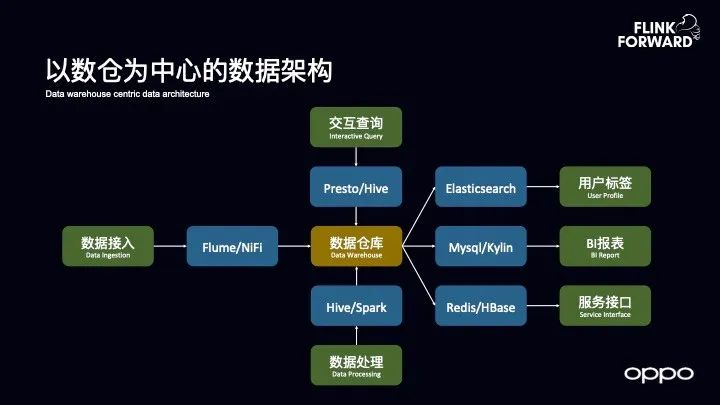 FLINK
FORWARD
以数仓为中心的数据架构
Data warehouse centric data architecture
交互查询
Interactive Query
Presto/Hive
Elasticsearch
用户标签
User Profile
数据接入
Data Ingestion
Flume/NiFi
数据仓库
Data Warehouse
Mysql/Kylin
BI报表
BI Report
Hive/Spark
Redis/HBase
服务接口
Service Interface
数据处理
Data Processing
oppo